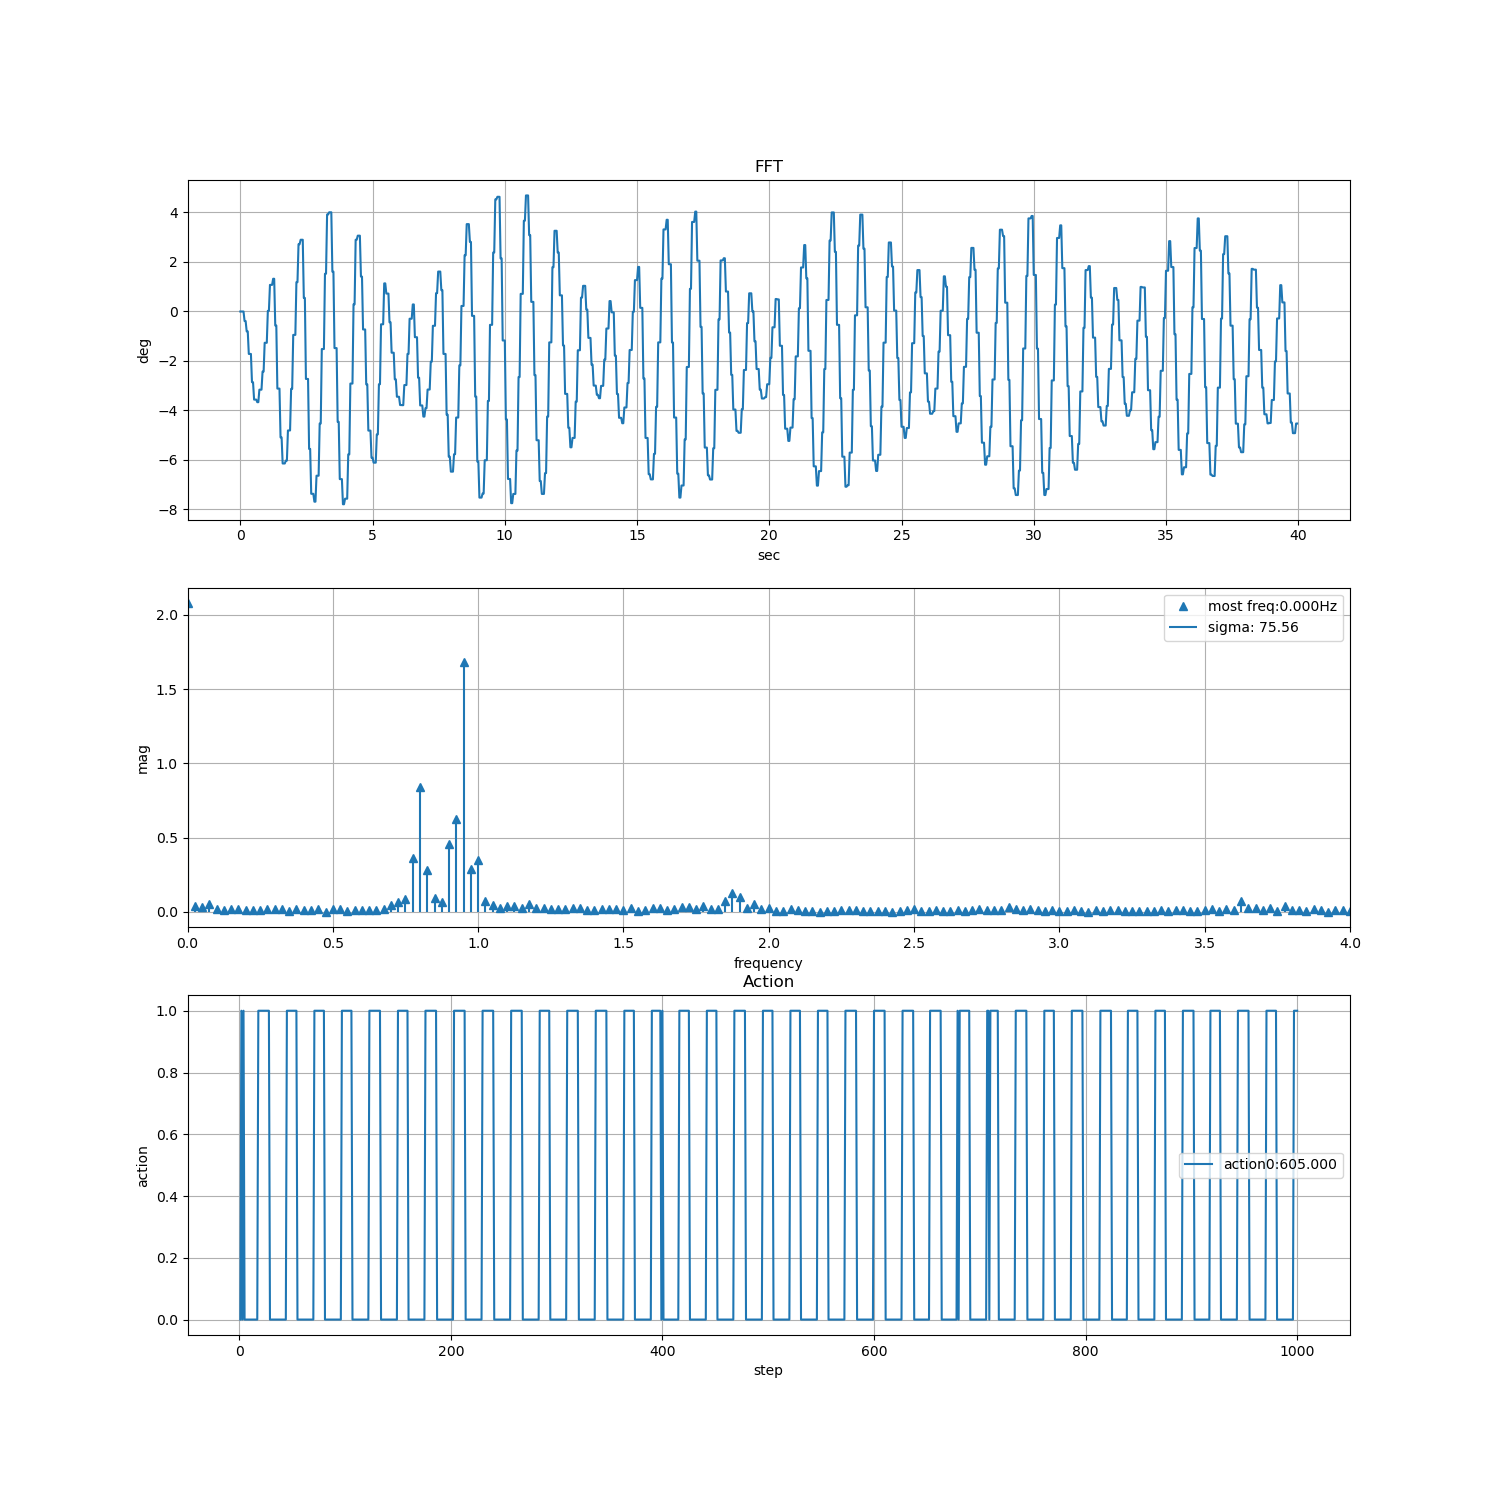 FFT
4
2
0
−2
−4
−6
−8
deg
0 5 10 15 20 25 30 35 40
sec
2.0
1.5
1.0
0.5
0.0
mag
most freq:0.000Hz
sigma: 75.56
0.0 0.5 1.0 1.5 2.0 2.5 3.0 3.5 4.0
frequency
Action
1.0
0.8
0.6
0.4
0.2
0.0
action
action0:605.000
0 200 400 600 800 1000
step